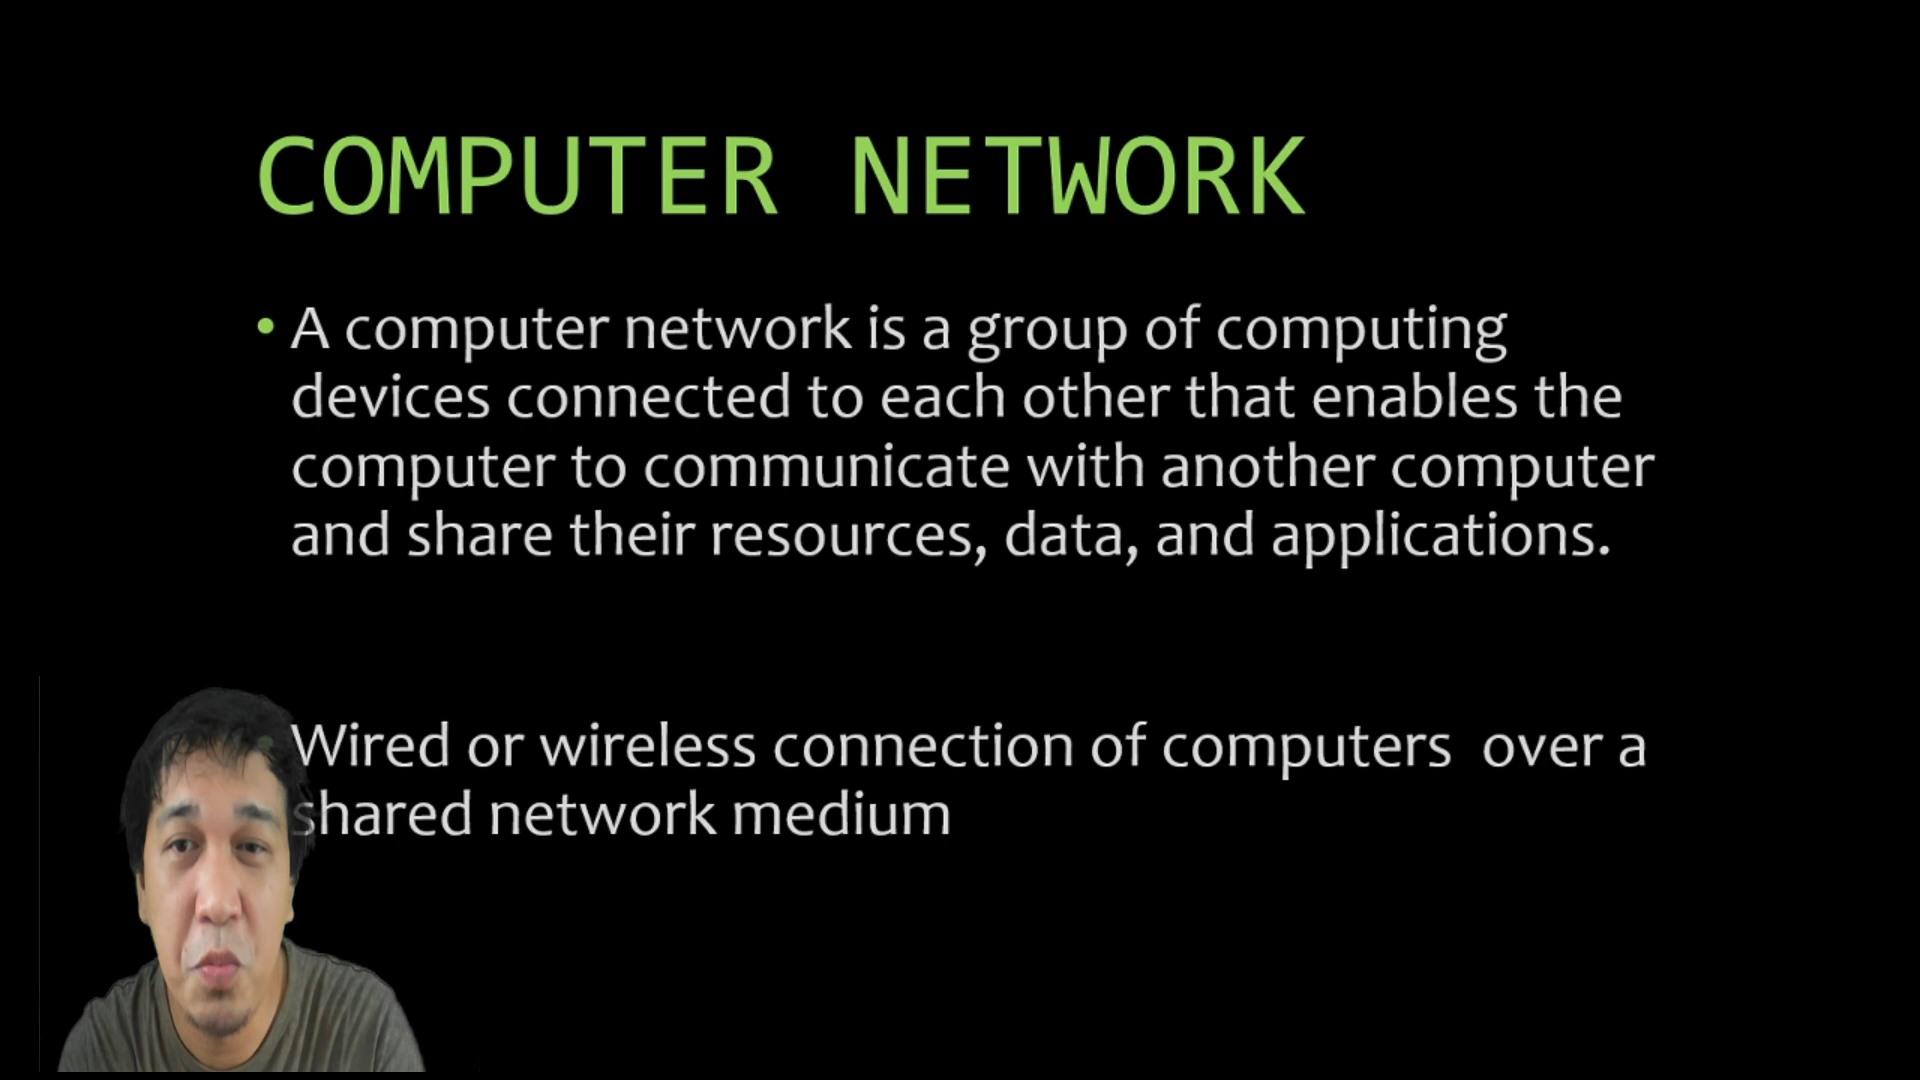 COMPUTER NETWORK
• A computer network is a group of computing
devices connected to each other that enables the
computer to communicate with another computer
and share their resources, data, and applications.
Wired or wireless connection of computers  over a
shared network medium